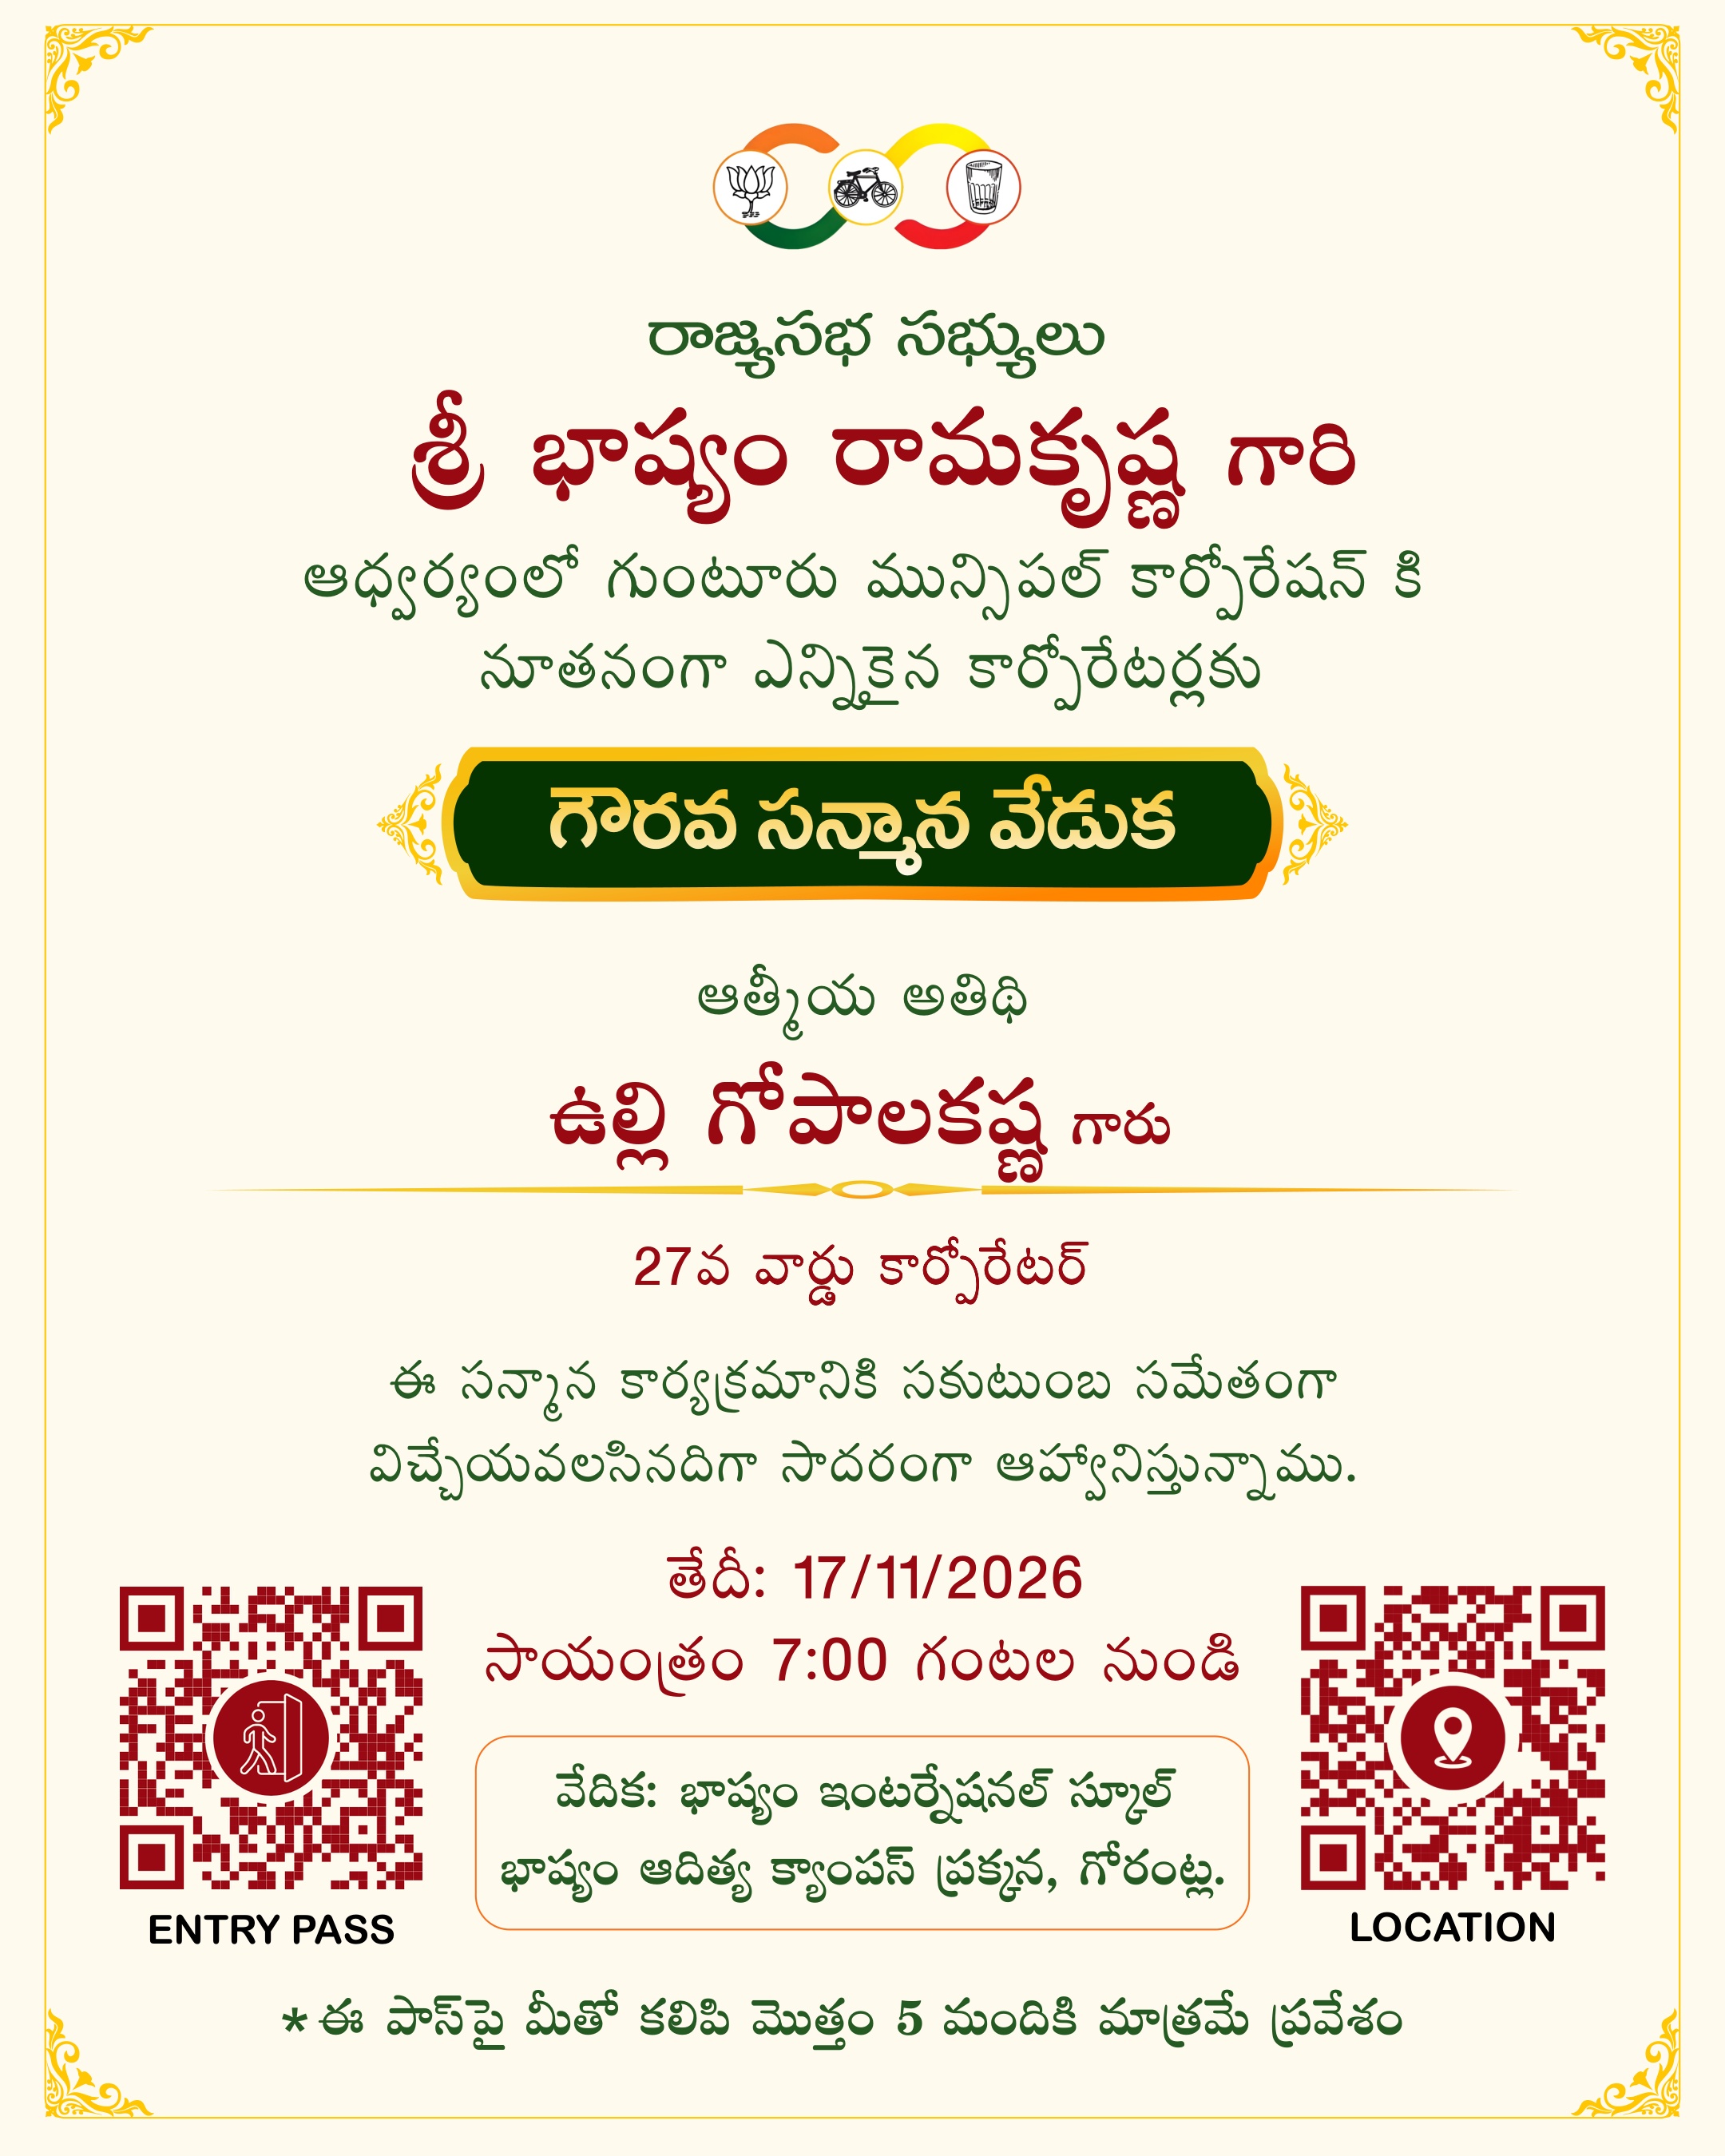 రాజ్యసభ సభ్యులు
శ్రీ భాష్యం రామకృష్ణ గారి
ఆధ్వర్యంలో గుంటూరు మున్సిపల్ కార్పోరేషన్ కి
నూతనంగా ఎన్నికైన కార్పోరేటర్లకు
గౌరవ సన్మాన వేడుక
ఆత్మీయ అతిథి
ఉల్లి గోపాలకష్ణ గారు
27వ వార్డు కార్పోరేటర్
ఈ సన్మాన కార్యక్రమానికి సకుటుంబ సమేతంగా
విచ్చేయవలసినదిగా సాదరంగా ఆహ్వానిస్తున్నాము.
తేదీ: 17/11/2026
సాయంత్రం 7:00 గంటల నుండి
వేదిక: భాష్యం ఇంటర్నేషనల్ స్కూల్
భాష్యం ఆదిత్య క్యాంపస్ ప్రక్కన, గోరంట్ల.
ENTRY PASS
LOCATION
*ఈ పాస్‌పై మీతో కలిపి మొత్తం 5 మందికి మాత్రమే ప్రవేశం